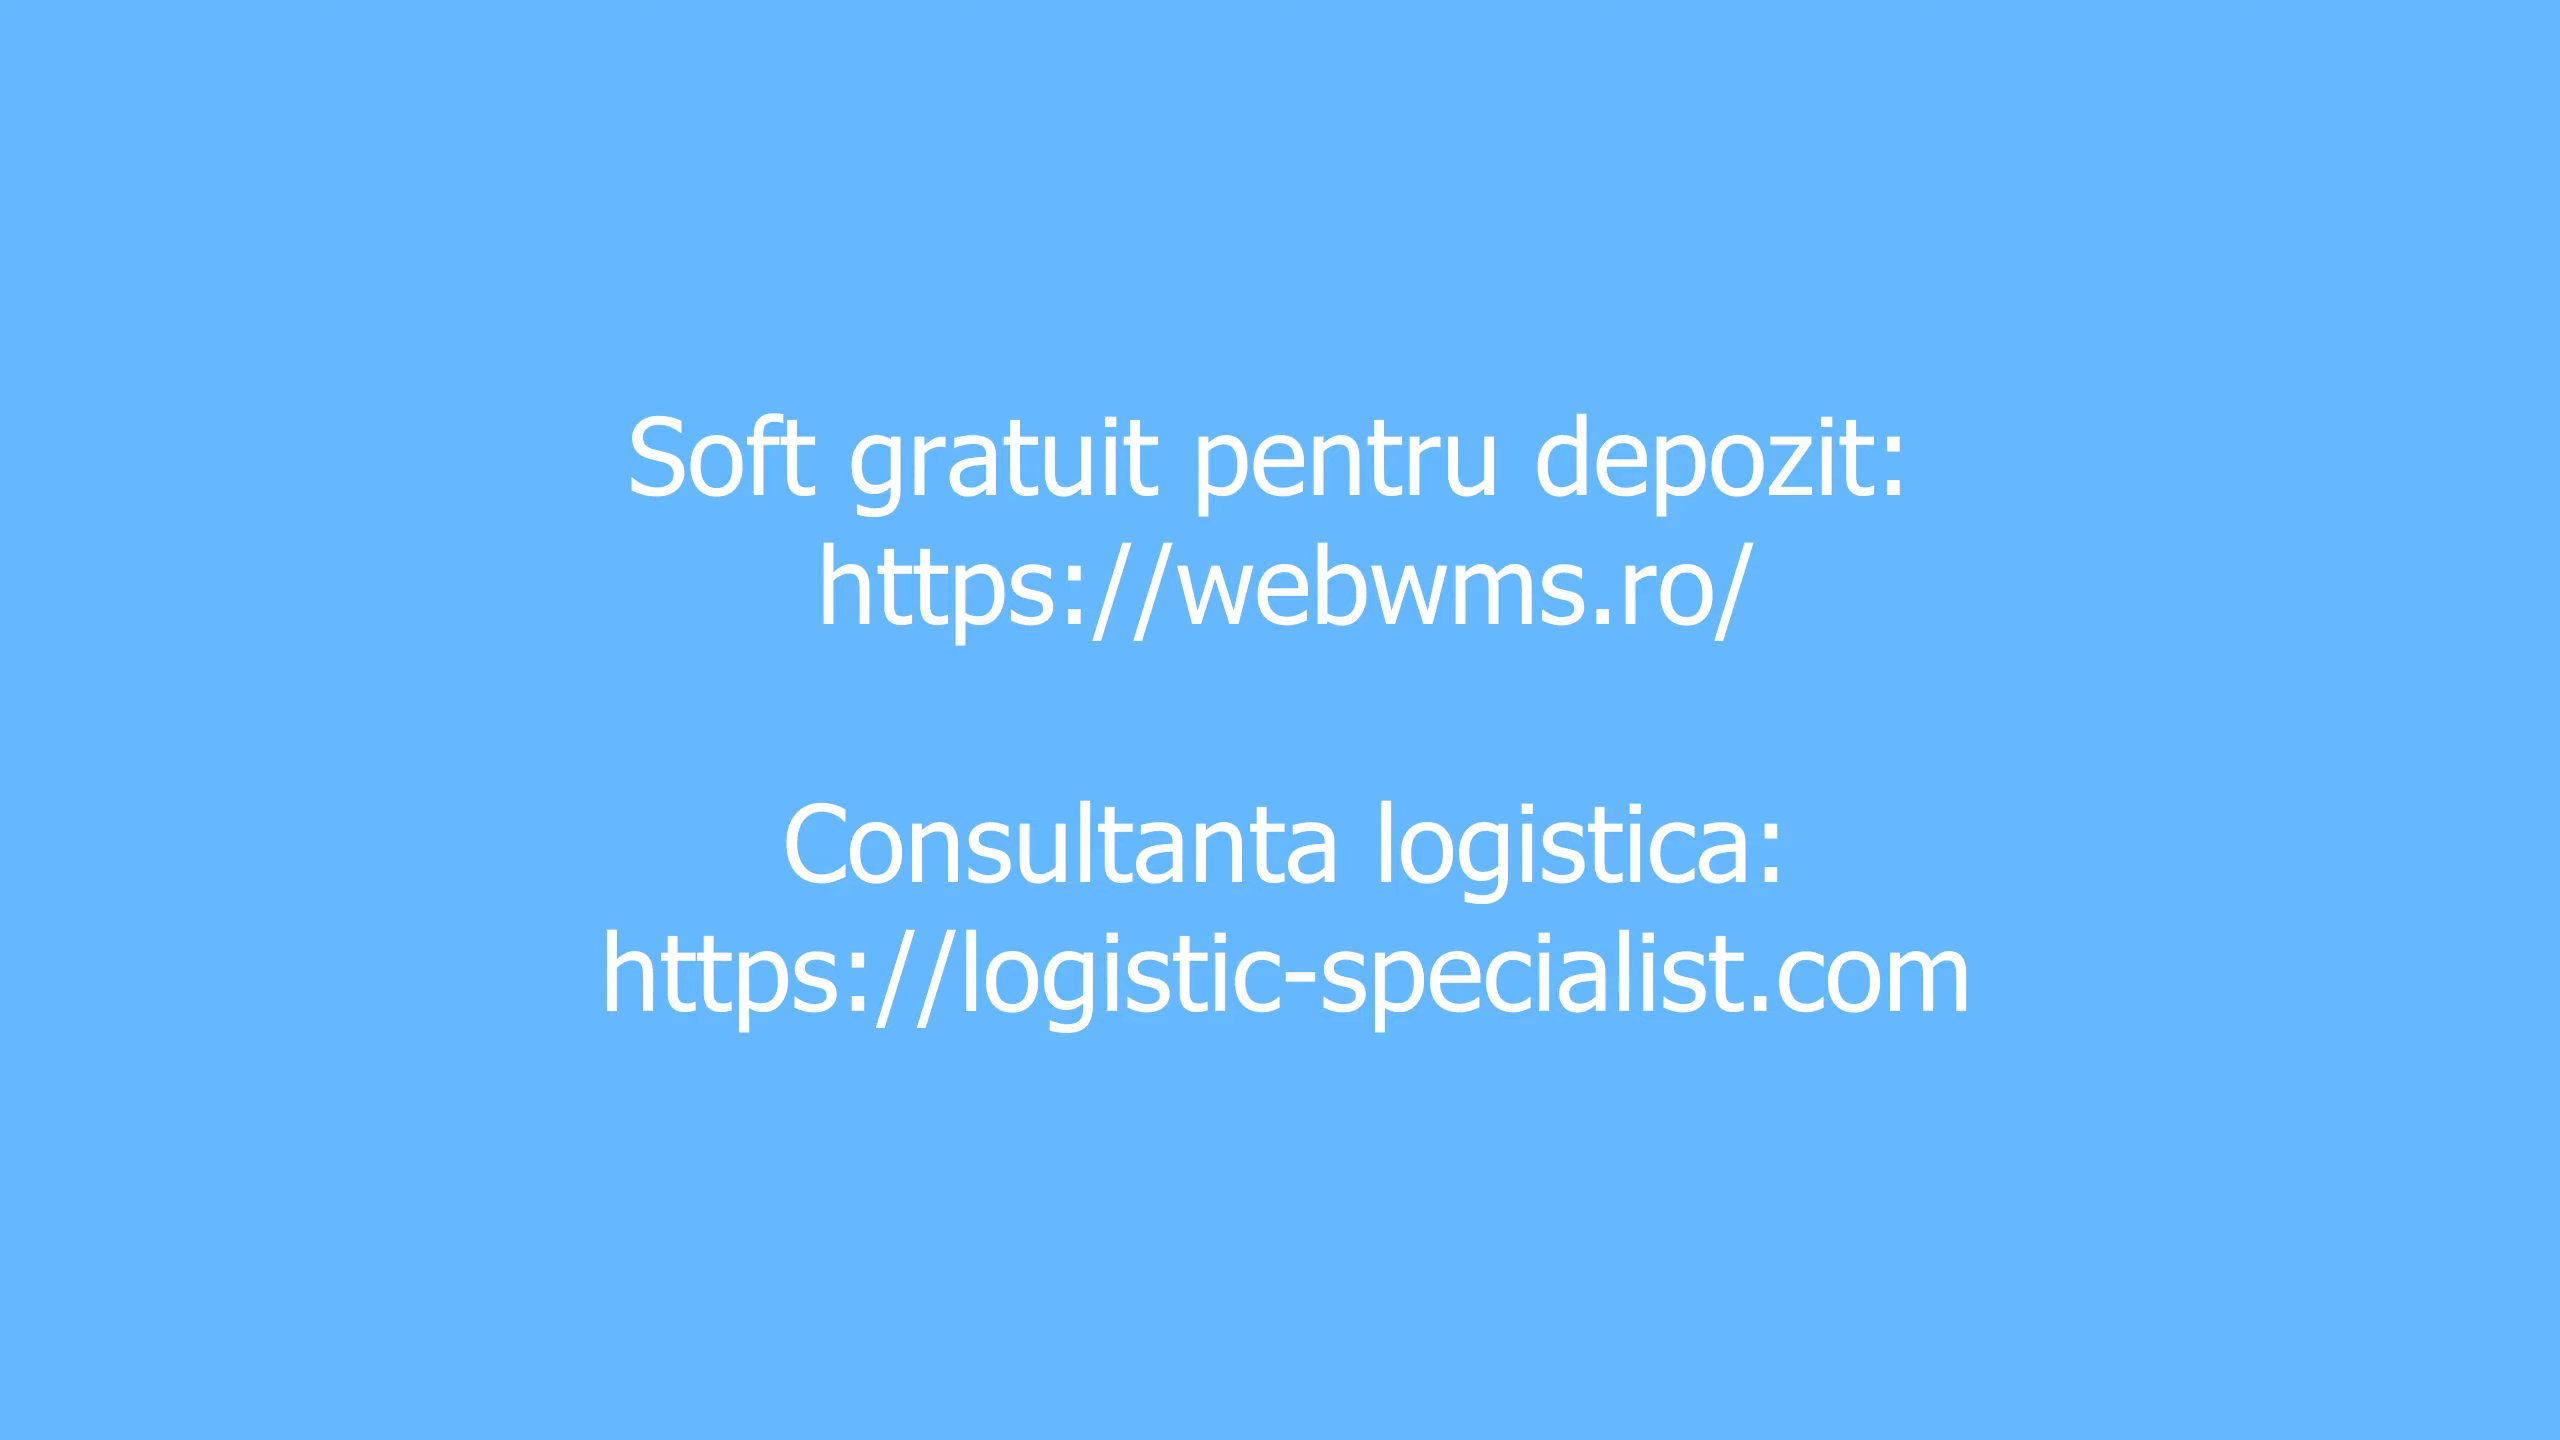 Soft gratuit pentru depozit:
https://webwms.ro/
Consultanta logistica:
https://logistic-specialist.com